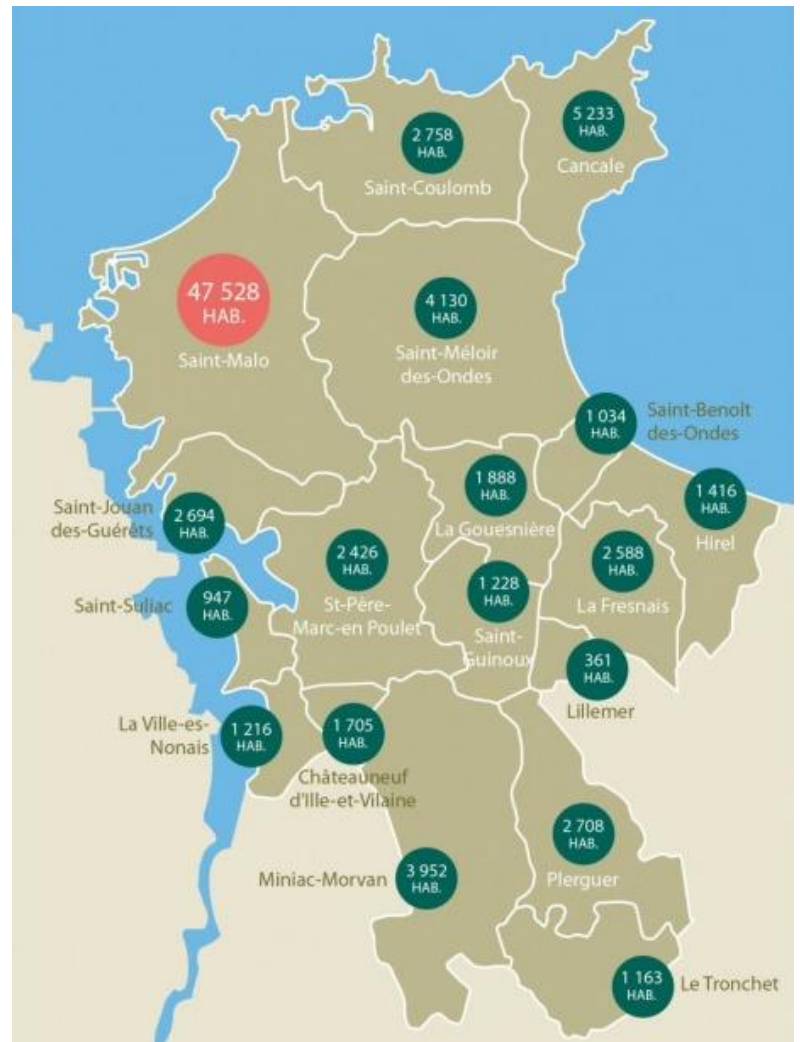 5 233
HAB.
Cancale
2 758
HAB.
Saint-Coulomb
47 528
HAB.
Saint-Malo
4 130
HAB.
Saint-Méloir
des-Ondes
1 034
HAB.
Saint-Benoît
des-Ondes
1 888
HAB.
La Gouesnière
1 416
HAB.
Hirel
Saint-Jouan
des-Guérêts
2 694
HAB.
2 426
HAB.
St-Père-
Marc-en Poulet
1 228
HAB.
Saint-
Guinoux
2 588
HAB.
La Fresnais
Saint-Suliac
947
HAB.
361
HAB.
Lillemer
La Ville-es-
Nonais
1 216
HAB.
1 705
HAB.
Châteauneuf
d'Ille-et-Vilaine
2 708
HAB.
Plerguer
Miniac-Morvan
3 952
HAB.
1 163
HAB.
Le Tronchet